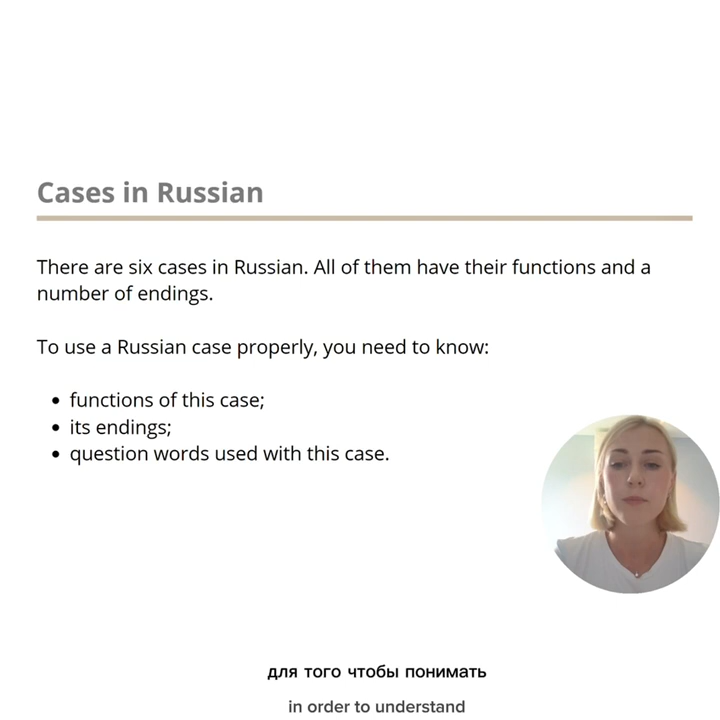 Cases in Russian
There are six cases in Russian. All of them have their functions and a
number of endings.
To use a Russian case properly, you need to know:
• functions of this case;
• its endings;
• question words used with this case.
для того чтобы понимать
in order to understand